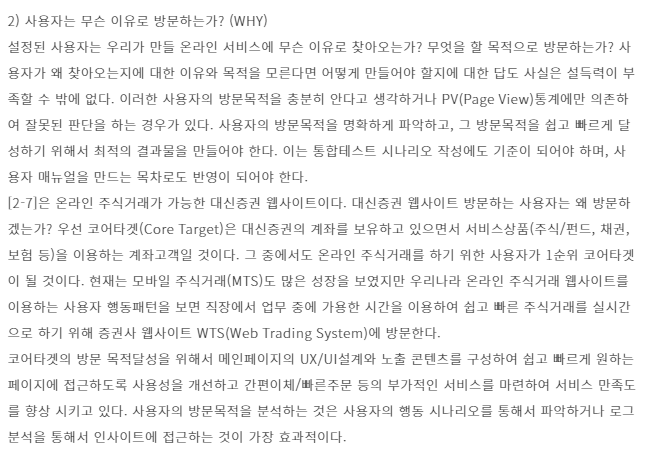 2) 사용자는 무슨 이유로 방문하는가? (WHY)
설정된 사용자는 우리가 만들 온라인 서비스에 무슨 이유로 찾아오는가? 무엇을 할 목적으로 방문하는가? 사
용자가 왜 찾아오는지에 대한 이유와 목적을 모른다면 어떻게 만들어야 할지에 대한 답도 사실은 설득력이 부
족할 수 밖에 없다. 이러한 사용자의 방문목적을 충분히 안다고 생각하거나 PV(Page View)통계에만 의존하
여 잘못된 판단을 하는 경우가 있다. 사용자의 방문목적을 명확하게 파악하고, 그 방문목적을 쉽고 빠르게 달
성하기 위해서 최적의 결과물을 만들어야 한다. 이는 통합테스트 시나리오 작성에도 기준이 되어야 하며, 사
용자 매뉴얼을 만드는 목차로도 반영이 되어야 한다.
[2-7]은 온라인 주식거래가 가능한 대신증권 웹사이트이다. 대신증권 웹사이트 방문하는 사용자는 왜 방문하
겠는가? 우선 코어타겟(Core Target)은 대신증권의 계좌를 보유하고 있으면서 서비스상품(주식/펀드, 채권,
보험 등)을 이용하는 계좌고객일 것이다. 그 중에서도 온라인 주식거래를 하기 위한 사용자가 1순위 코어타겟
이 될 것이다. 현재는 모바일 주식거래(MTS)도 많은 성장을 보였지만 우리나라 온라인 주식거래 웹사이트를
이용하는 사용자 행동패턴을 보면 직장에서 업무 중에 가용한 시간을 이용하여 쉽고 빠른 주식거래를 실시간
으로 하기 위해 증권사 웹사이트 WTS(Web Trading System)에 방문한다.
코어타겟의 방문 목적달성을 위해서 메인페이지의 UX/UI설계와 노출 콘텐츠를 구성하여 쉽고 빠르게 원하는
페이지에 접근하도록 사용성을 개선하고 간편이체/빠른주문 등의 부가적인 서비스를 마련하여 서비스 만족도
를 향상 시키고 있다. 사용자의 방문목적을 분석하는 것은 사용자의 행동 시나리오를 통해서 파악하거나 로그
분석을 통해서 인사이트에 접근하는 것이 가장 효과적이다.